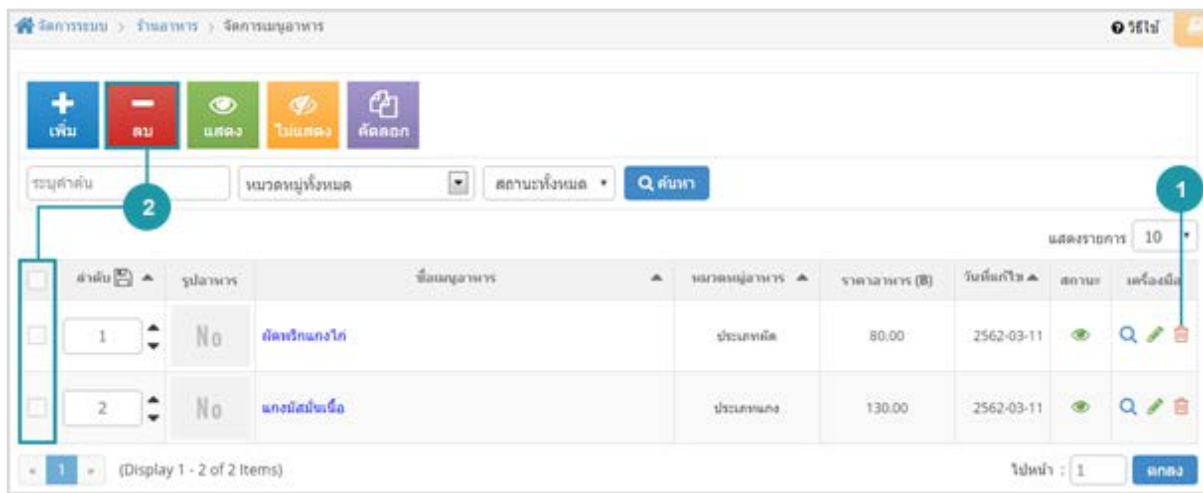 จัดการระบบ > ร้านอาหาร > จัดการเมนูอาหาร วิธีใช้
เพิ่ม ลบ แสดง ไม่แสดง คัดลอก
ระบุคำค้น หมวดหมู่ทั้งหมด สถานะทั้งหมด ค้นหา
2
1
แสดงรายการ 10
ลำดับ รูปอาหาร ชื่อเมนูอาหาร หมวดหมู่อาหาร ราคาอาหาร (฿) วันที่แก้ไข สถานะ เครื่องมือ
1 No ผัดพริกแกงไก่ ประเภทผัด 80.00 2562-03-11
2 No แกงมัสมั่นเนื้อ ประเภทแกง 130.00 2562-03-11
« 1 » (Display 1 - 2 of 2 Items) ไปหน้า : 1 ตกลง